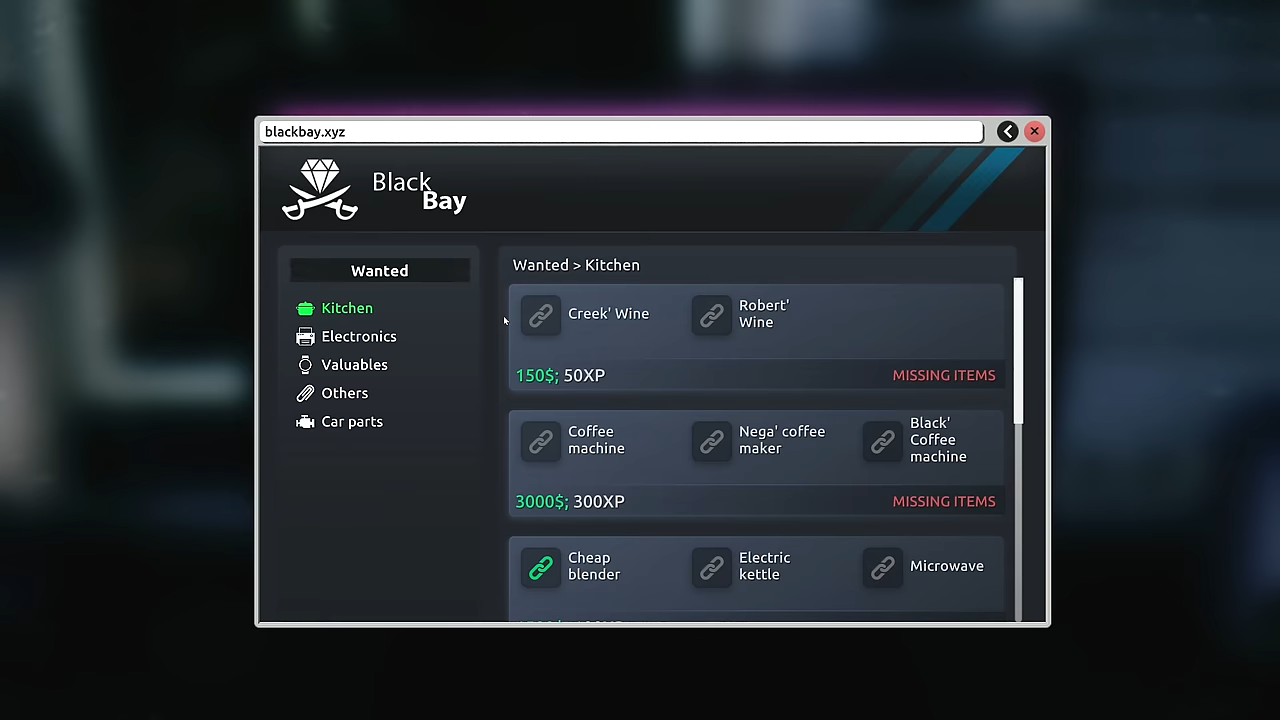 blackbay.xyz
Black
Bay
Wanted
Kitchen
Electronics
Valuables
Others
Car parts
Wanted > Kitchen
Creek' Wine
Robert'
Wine
150$; 50XP
MISSING ITEMS
Coffee
machine
Nega' coffee
maker
Black'
Coffee
machine
3000$; 300XP
MISSING ITEMS
Cheap
blender
Electric
kettle
Microwave